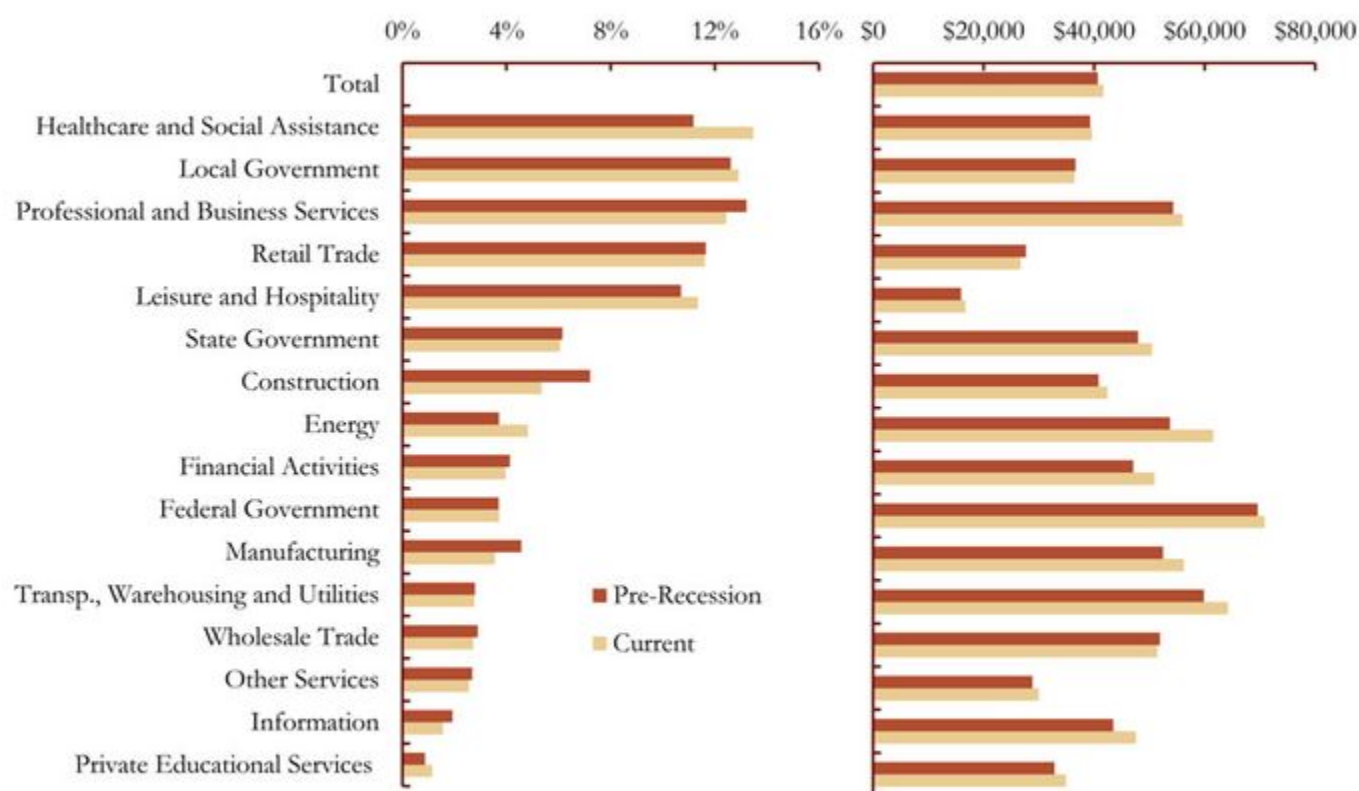 0% 4% 8% 12% 16% $0 $20,000 $40,000 $60,000 $80,000
Total
Healthcare and Social Assistance
Local Government
Professional and Business Services
Retail Trade
Leisure and Hospitality
State Government
Construction
Energy
Financial Activities
Federal Government
Manufacturing
Transp., Warehousing and Utilities
Pre-Recession
Wholesale Trade
Current
Other Services
Information
Private Educational Services